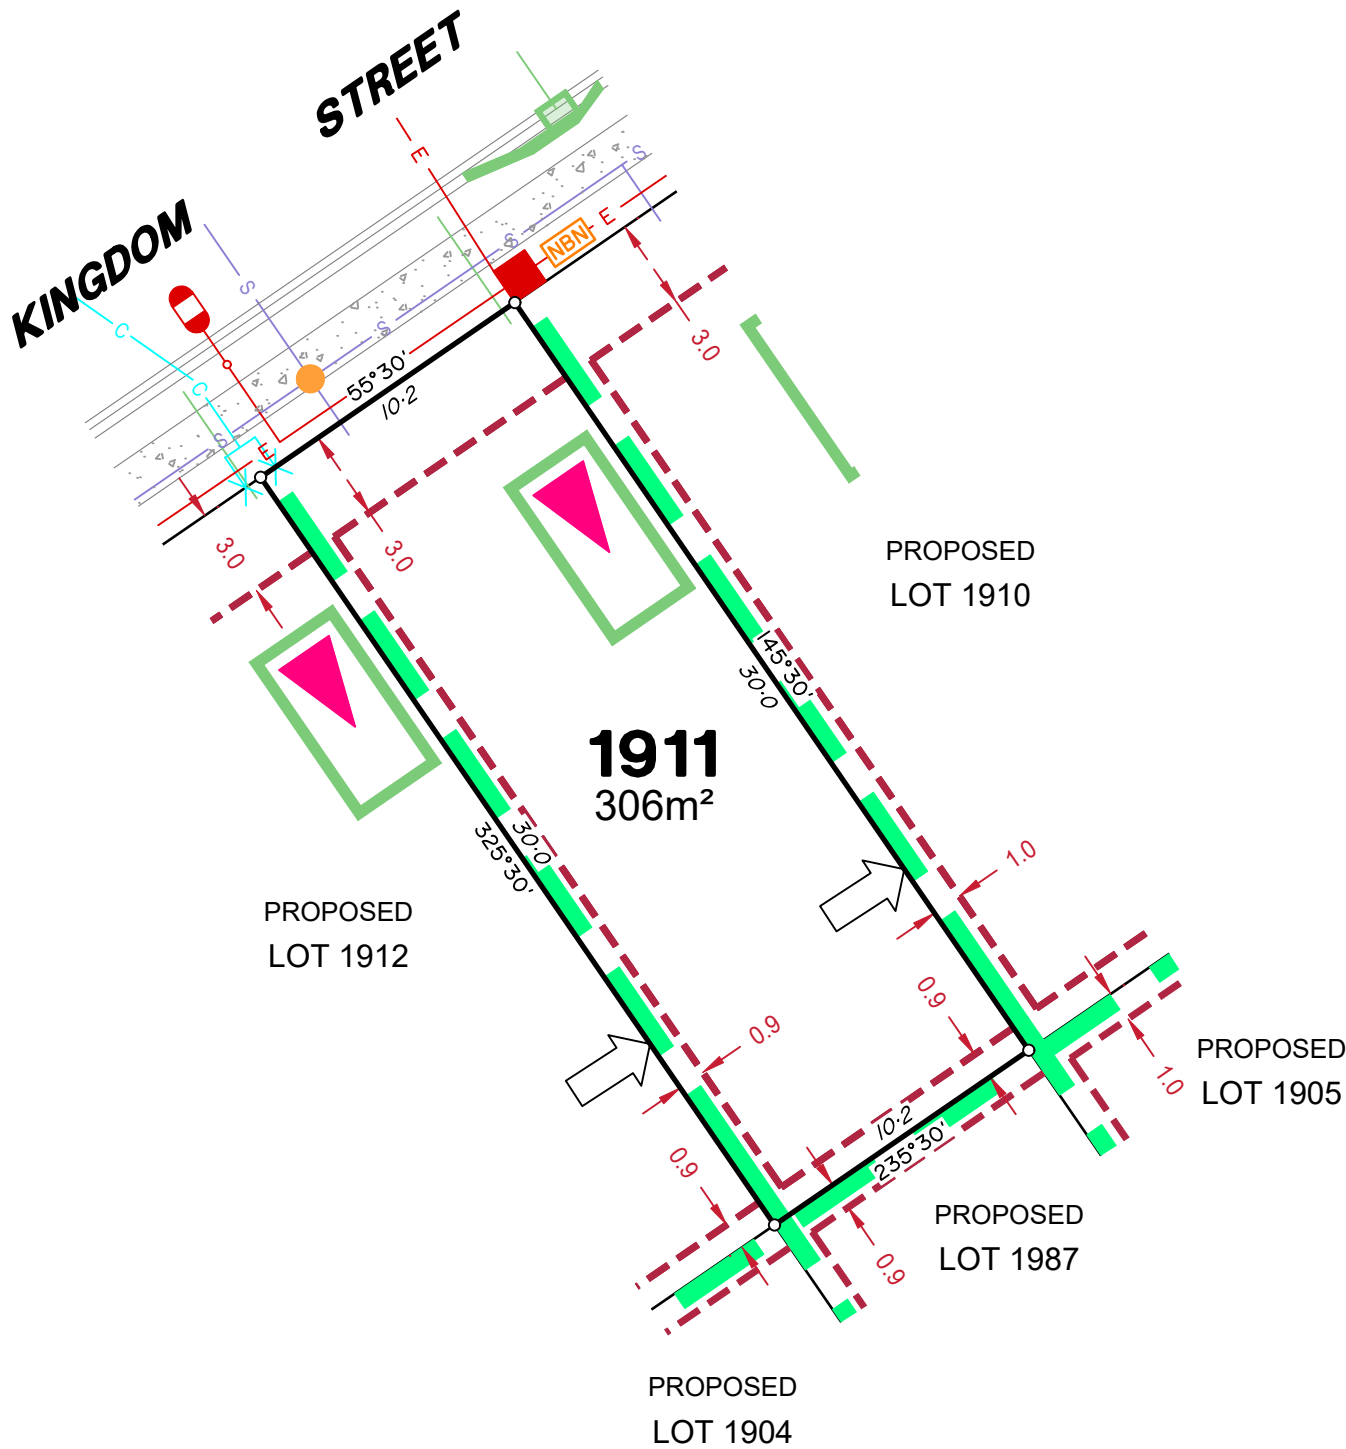 STREET
KINGDOM
E
S
S
E
NBN
S
C
S
C
S
E
55°30'
10·2
3.0
3.0
3.0
PROPOSED
LOT 1910
145°30'
30·0
1911
306m²
30·0
325°30'
PROPOSED
LOT 1912
1.0
0.9
0.9
0.9
1.0
0.9
10·2
235°30'
PROPOSED
LOT 1905
PROPOSED
LOT 1987
PROPOSED
LOT 1904